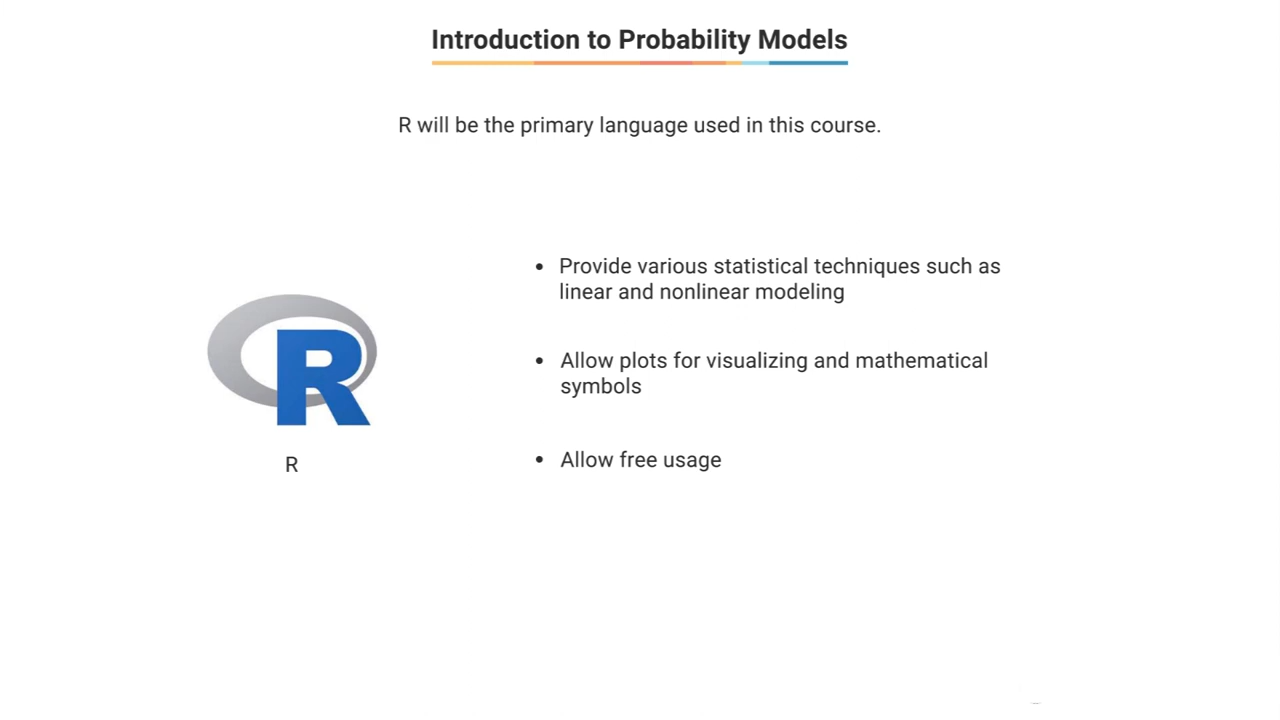 Introduction to Probability Models
R will be the primary language used in this course.
• Provide various statistical techniques such as
linear and nonlinear modeling
• Allow plots for visualizing and mathematical
symbols
R
R
• Allow free usage